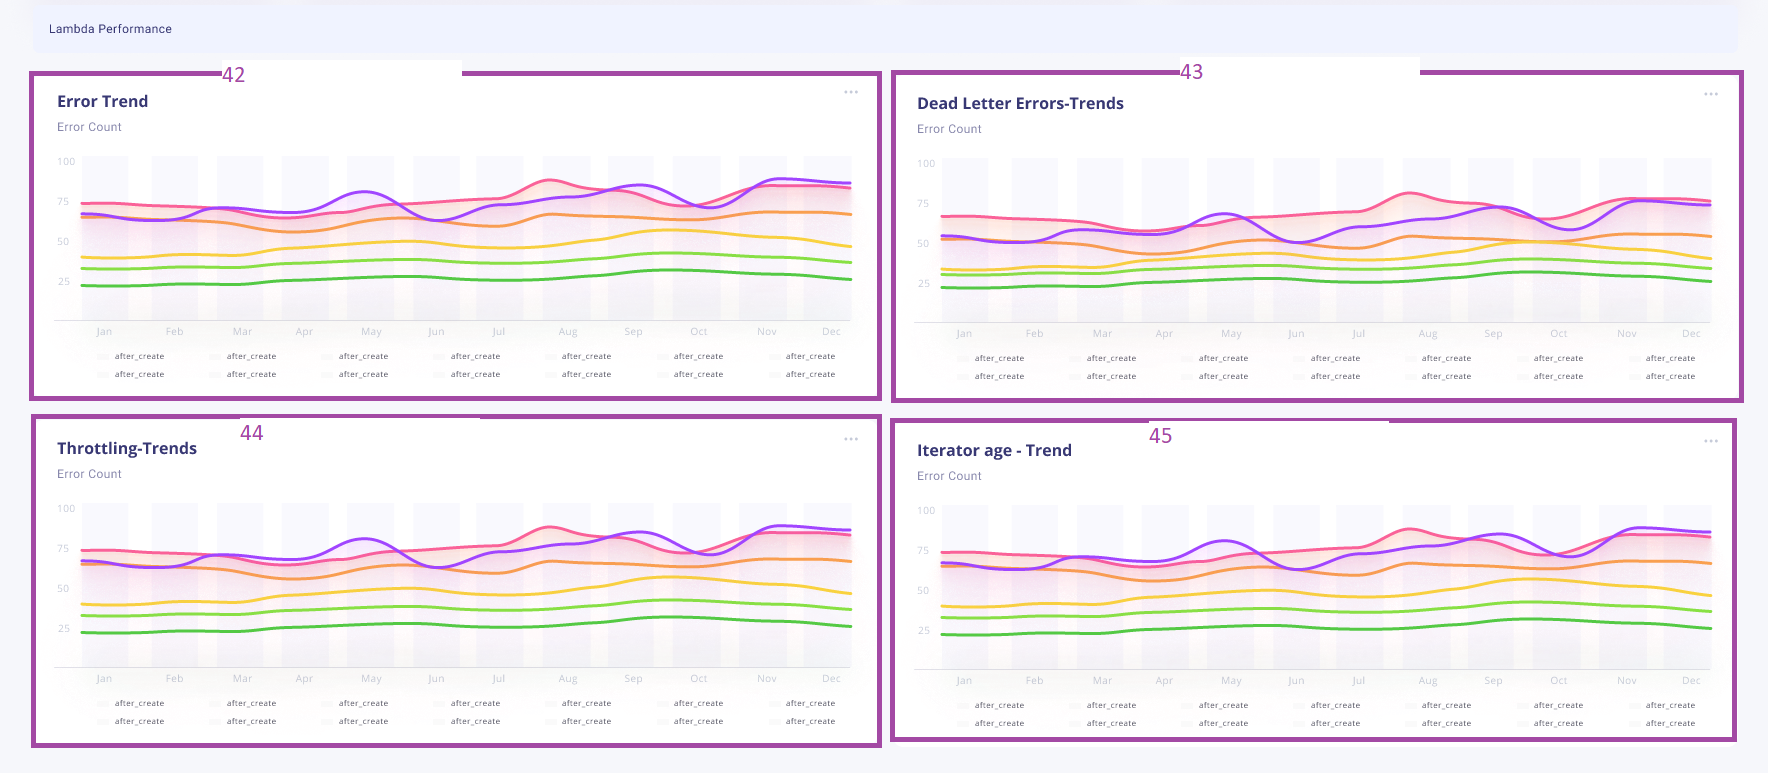 Lambda Performance
42
Error Trend
Error Count
100
75
50
25
Jan Feb Mar Apr May Jun Jul Aug Sep Oct Nov Dec
after_create after_create after_create after_create after_create after_create after_create
after_create after_create after_create after_create after_create after_create after_create
43
Dead Letter Errors-Trends
Error Count
100
75
50
25
Jan Feb Mar Apr May Jun Jul Aug Sep Oct Nov Dec
after_create after_create after_create after_create after_create after_create after_create
after_create after_create after_create after_create after_create after_create after_create
44
Throttling-Trends
Error Count
100
75
50
25
Jan Feb Mar Apr May Jun Jul Aug Sep Oct Nov Dec
after_create after_create after_create after_create after_create after_create after_create
after_create after_create after_create after_create after_create after_create after_create
45
Iterator age - Trend
Error Count
100
75
50
25
Jan Feb Mar Apr May Jun Jul Aug Sep Oct Nov Dec
after_create after_create after_create after_create after_create after_create after_create
after_create after_create after_create after_create after_create after_create after_create